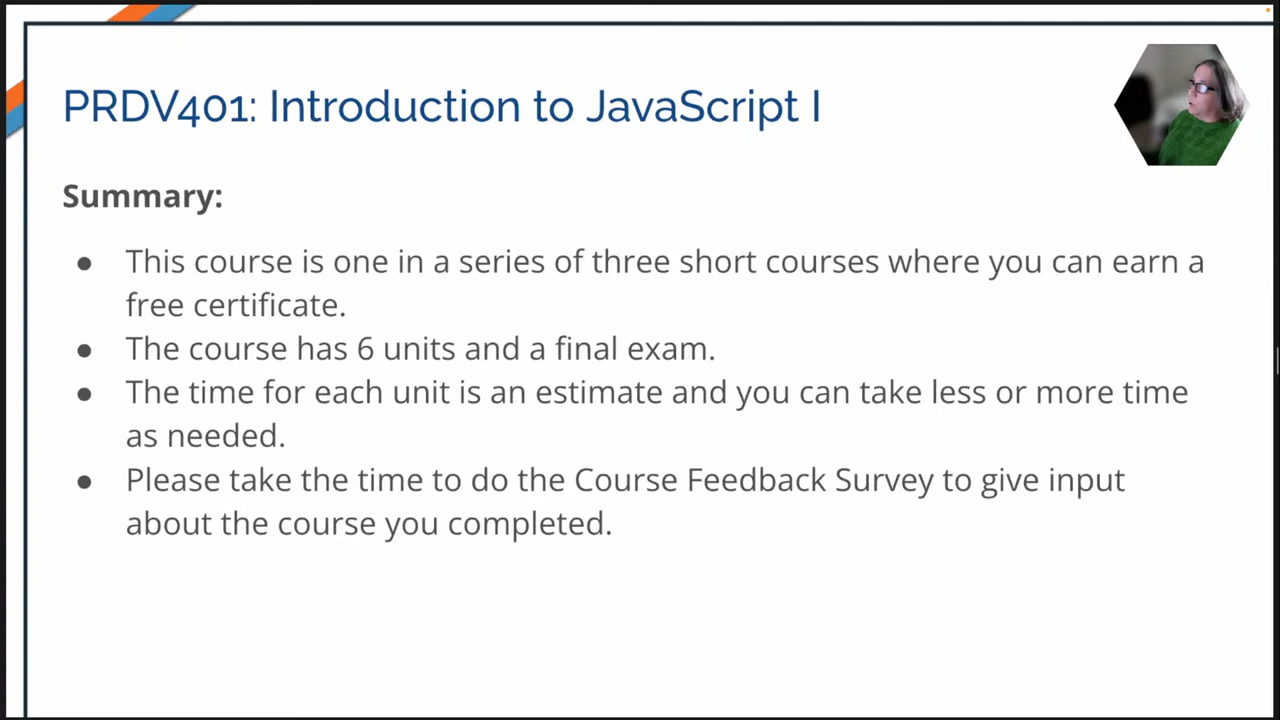 PRDV401: Introduction to JavaScript I
Summary:
● This course is one in a series of three short courses where you can earn a
free certificate.
● The course has 6 units and a final exam.
● The time for each unit is an estimate and you can take less or more time
as needed.
● Please take the time to do the Course Feedback Survey to give input
about the course you completed.